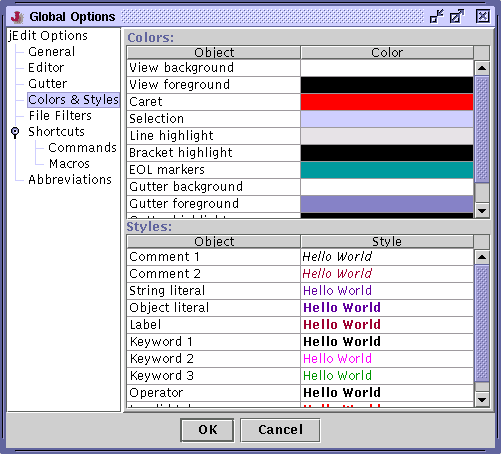 Global Options
jEdit Options
General
Editor
Gutter
Colors & Styles
File Filters
Shortcuts
Commands
Macros
Abbreviations
Colors:
Object Color
View background
View foreground
Caret
Selection
Line highlight
Bracket highlight
EOL markers
Gutter background
Gutter foreground
Styles:
Object Style
Comment 1 Hello World
Comment 2 Hello World
String literal Hello World
Object literal Hello World
Label Hello World
Keyword 1 Hello World
Keyword 2 Hello World
Keyword 3 Hello World
Operator Hello World
OK Cancel